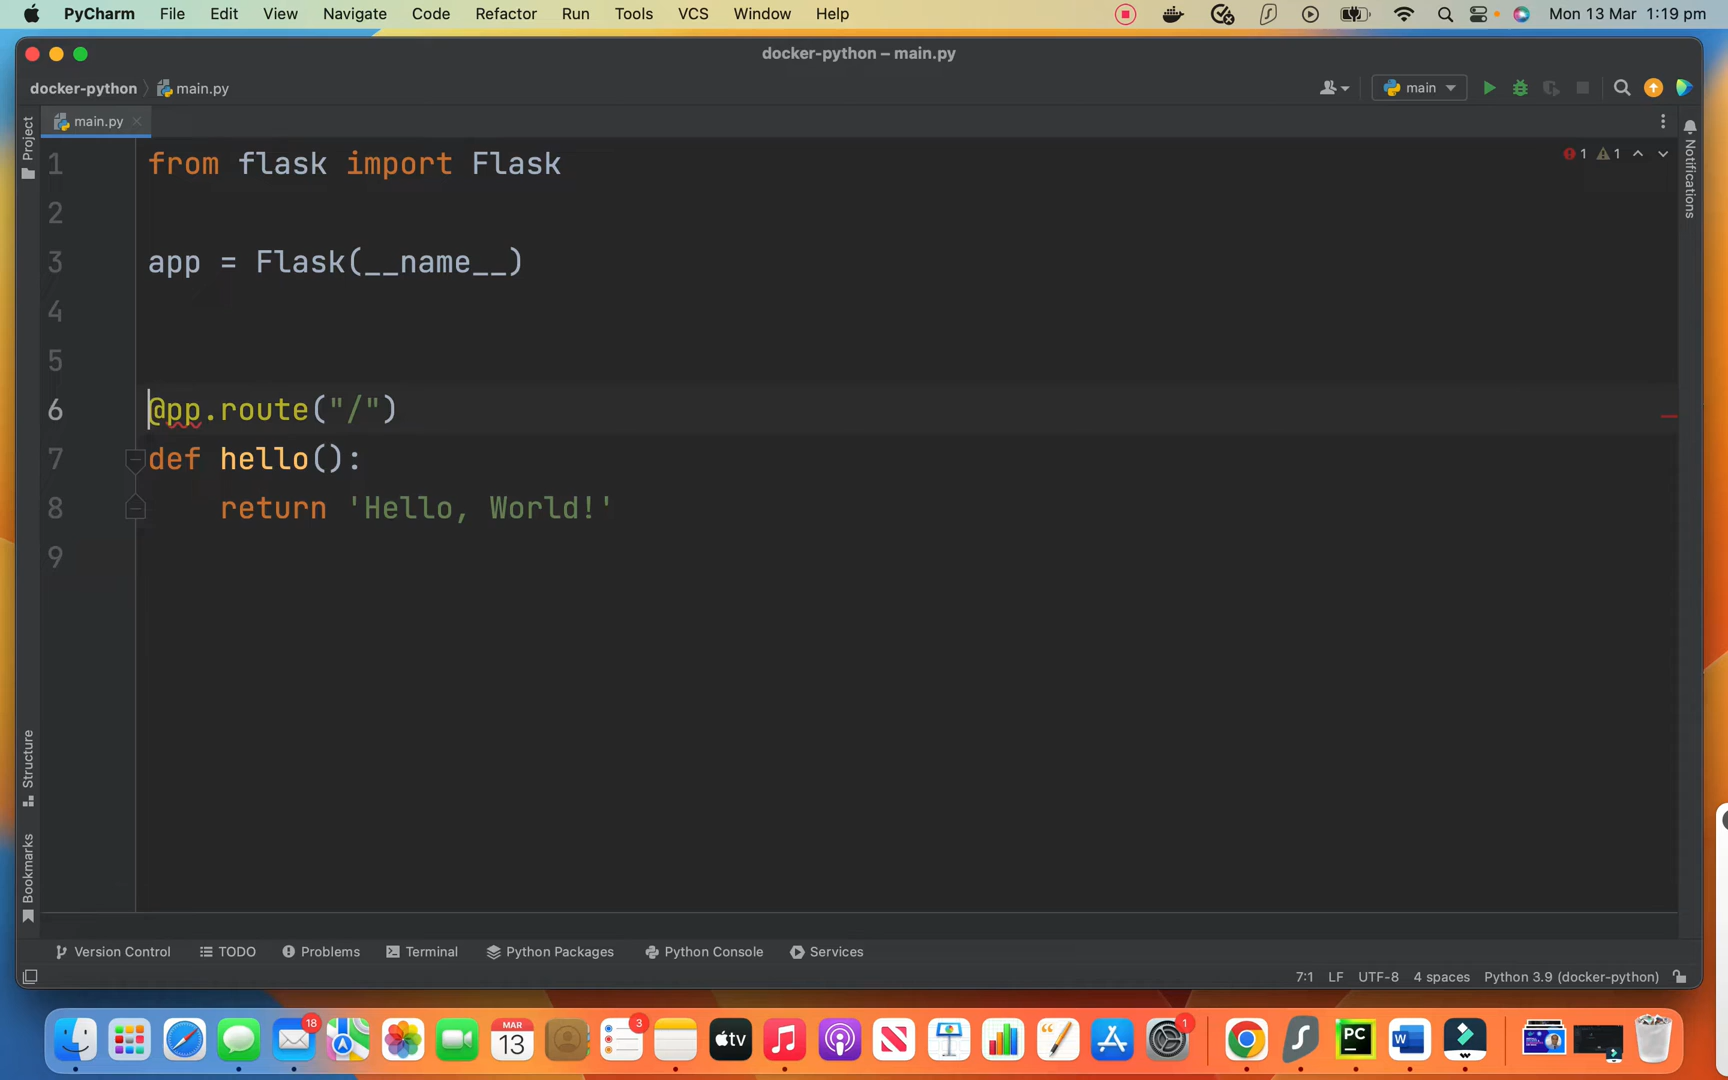 PyCharm File Edit View Navigate Code Refactor Run Tools VCS Window Help Mon 13 Mar 1:19 pm
docker-python – main.py
docker-python main.py main
main.py
Project
Notifications
1 1
1 from flask import Flask
2
3 app = Flask(__name__)
4
5
6 @pp.route("/")
7 def hello():
8 return 'Hello, World!'
9
Structure
Bookmarks
Version Control TODO Problems Terminal Python Packages Python Console Services
7:1 LF UTF-8 4 spaces Python 3.9 (docker-python)
18 MAR 13 3 tv 1 PC W